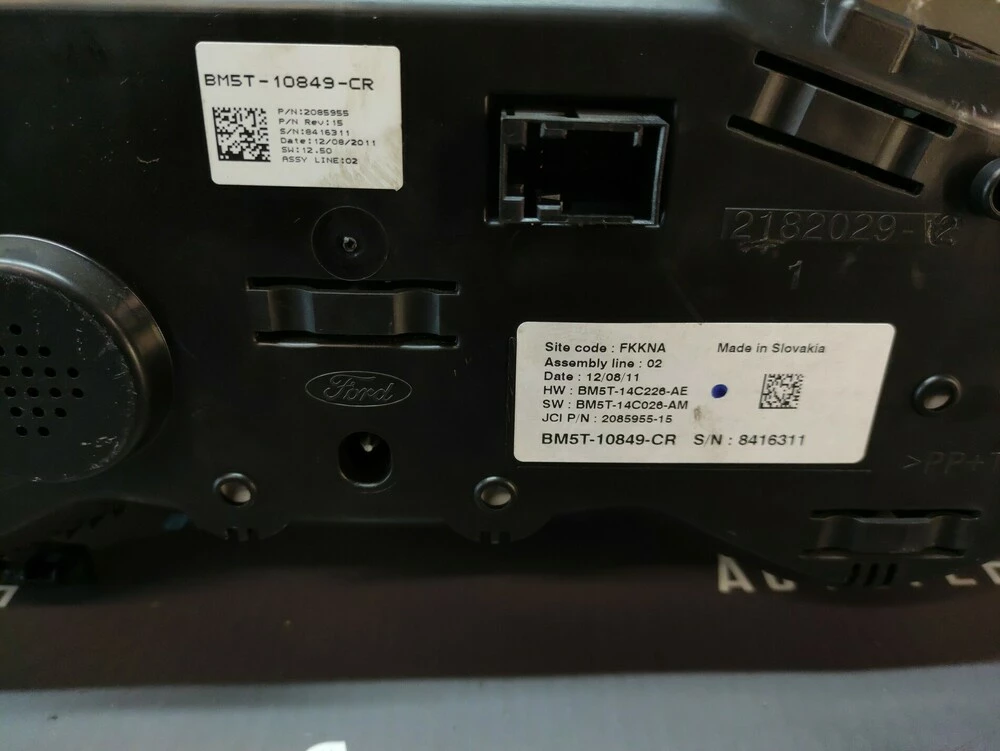 BM5T-10849-CR
P/N:2085955
P/N Rev:15
S/N:8416311
Date:12/08/2011
SW:12.50
ASSY LINE:02
2182029-12
1
Ford
Site code : FKKNA Made in Slovakia
Assembly line : 02
Date : 12/08/11
HW : BM5T-14C226-AE
SW : BM5T-14C026-AM
JCI P/N : 2085955-15
BM5T-10849-CR S/N : 8416311
>PP+T